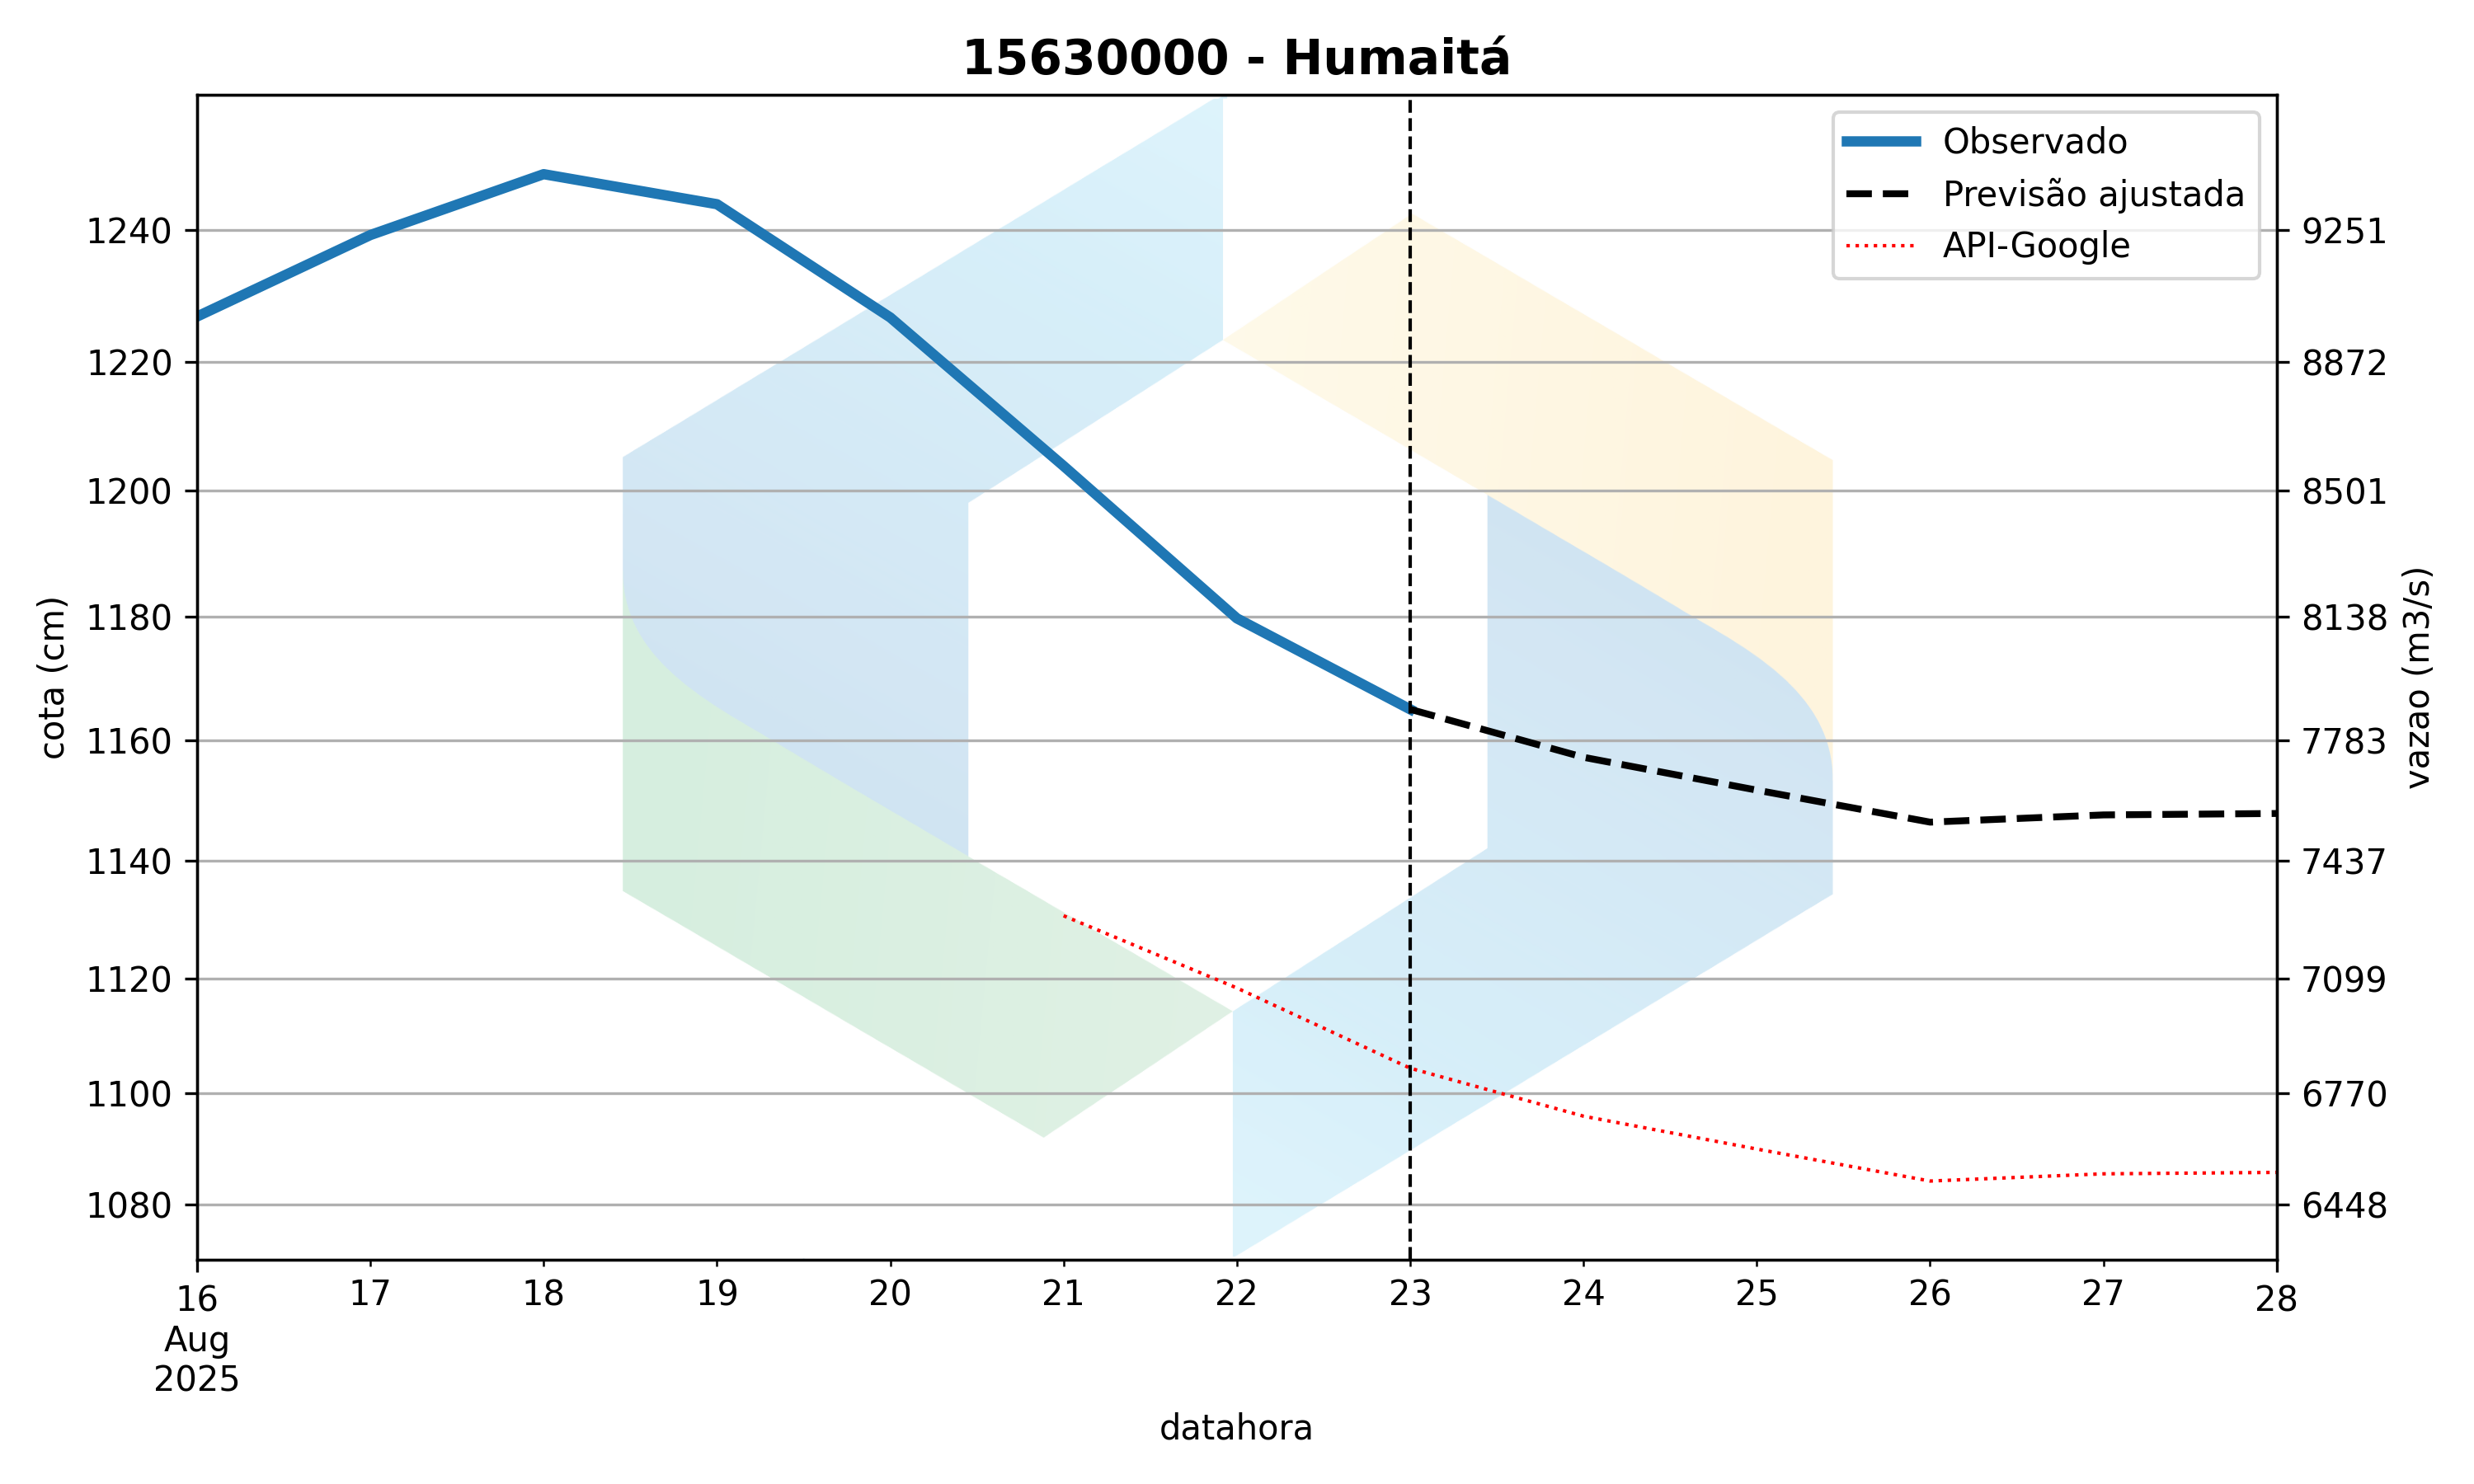 15630000 - Humaitá
Observado
Previsão ajustada
API-Google
1240
1220
1200
1180
1160
1140
1120
1100
1080
cota (cm)
9251
8872
8501
8138
7783
7437
7099
6770
6448
vazao (m3/s)
16 17 18 19 20 21 22 23 24 25 26 27 28
Aug
2025
datahora